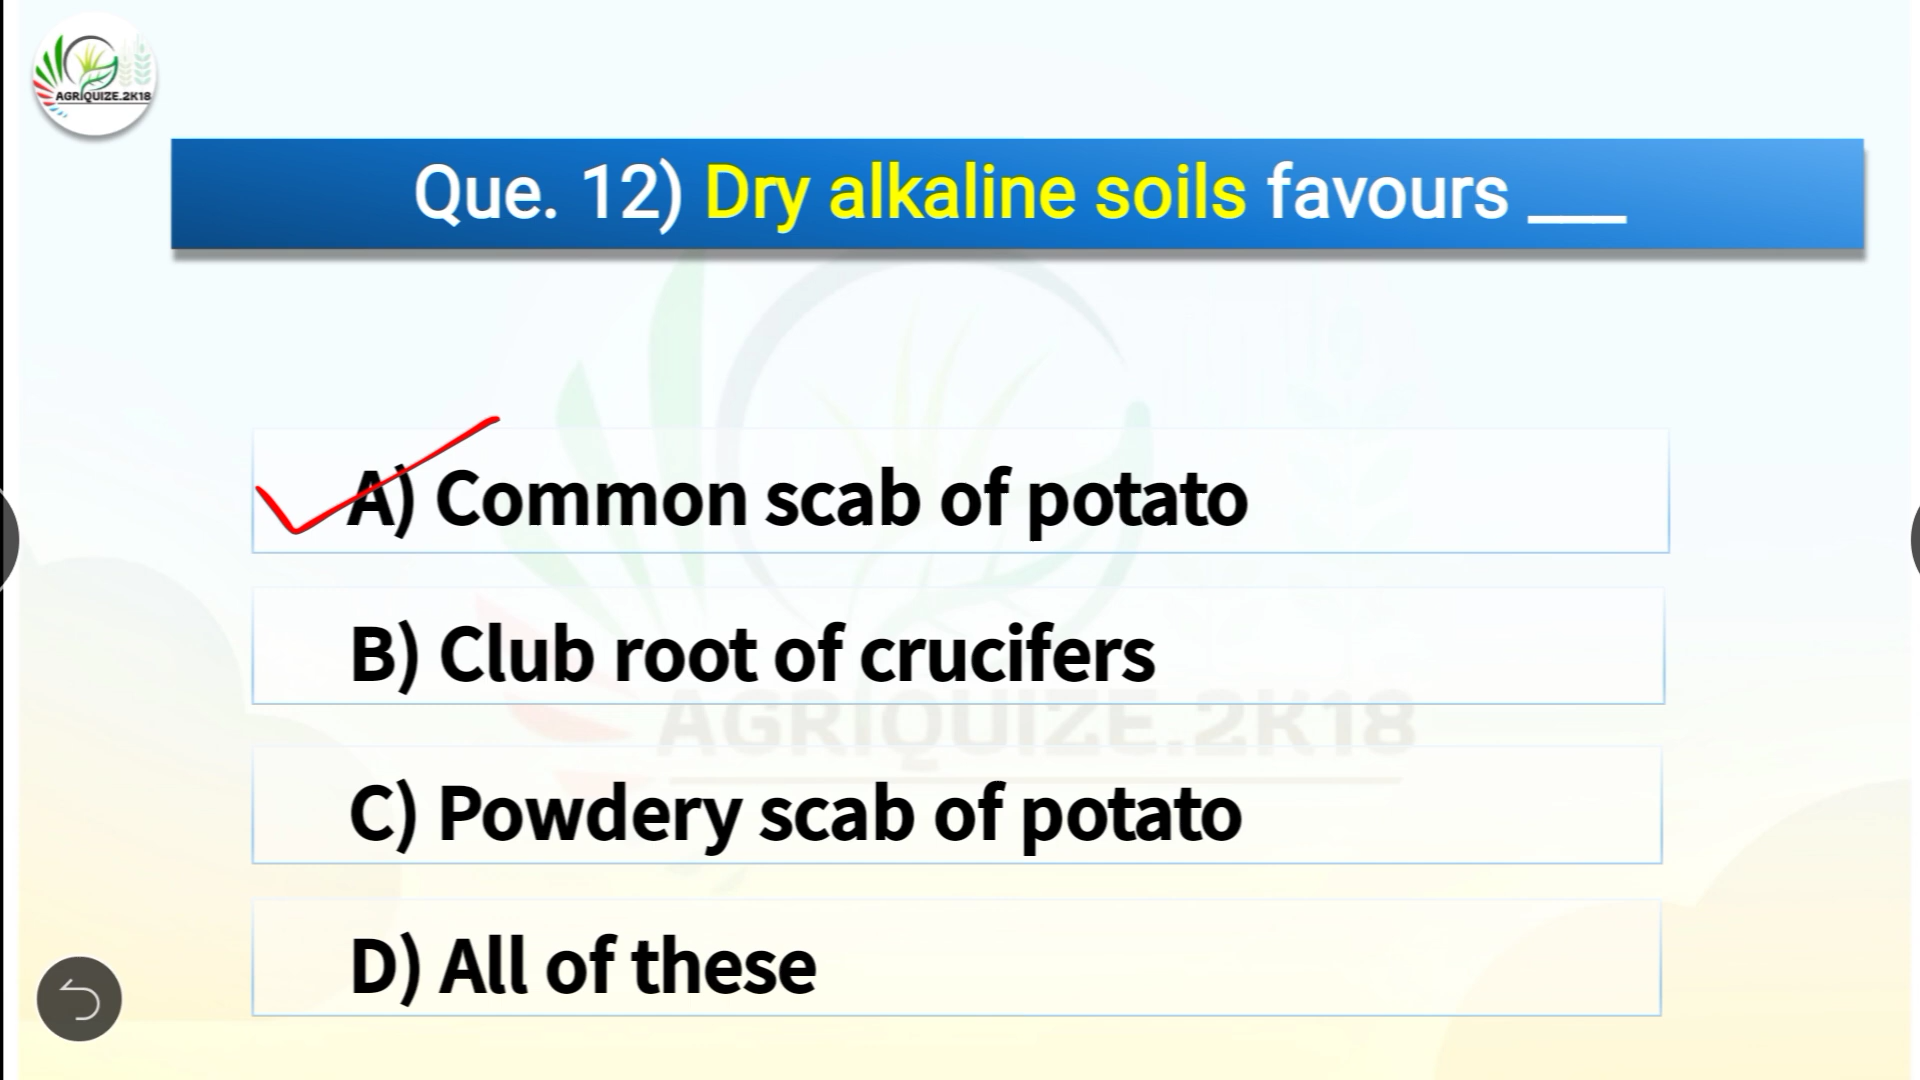 AGRIQUIZE.2K18
Que. 12) Dry alkaline soils favours ___
A) Common scab of potato
B) Club root of crucifers
AGRIQUIZE.2K18
C) Powdery scab of potato
D) All of these